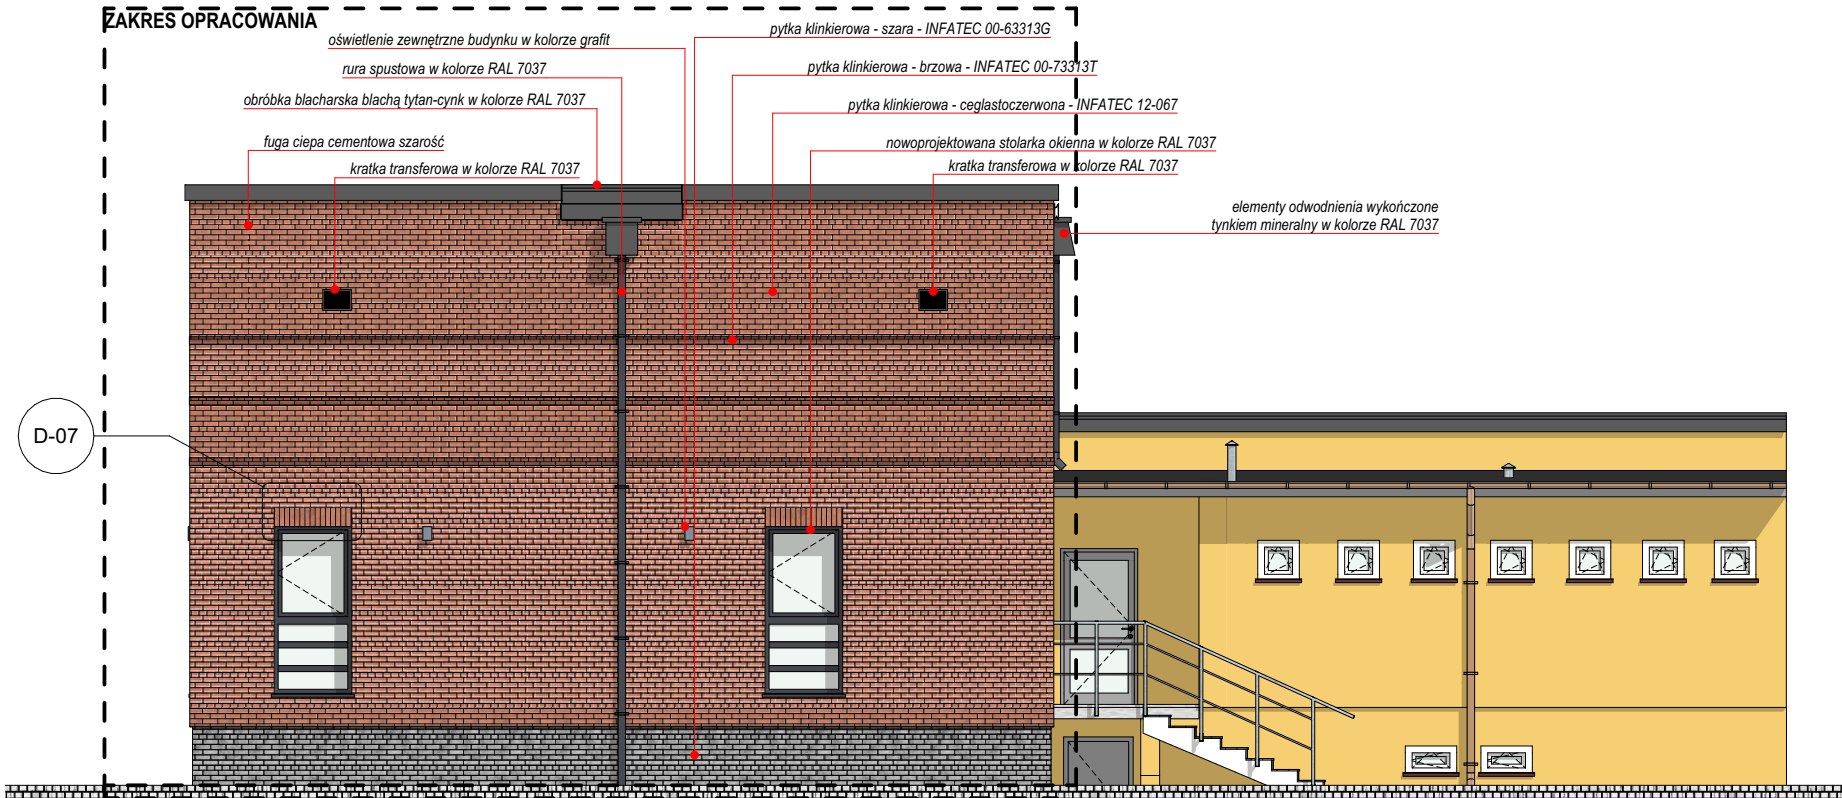 ZAKRES OPRACOWANIA
oświetlenie zewnętrzne budynku w kolorze grafit
rura spustowa w kolorze RAL 7037
obróbka blacharska blachą tytan-cynk w kolorze RAL 7037
fuga ciepa cementowa szarość
kratka transferowa w kolorze RAL 7037
pytka klinkierowa - szara - INFATEC 00-63313G
pytka klinkierowa - brzowa - INFATEC 00-73313T
pytka klinkierowa - ceglastoczerwona - INFATEC 12-067
nowoprojektowana stolarka okienna w kolorze RAL 7037
kratka transferowa w kolorze RAL 7037
elementy odwodnienia wykończone
tynkiem mineralny w kolorze RAL 7037
D-07